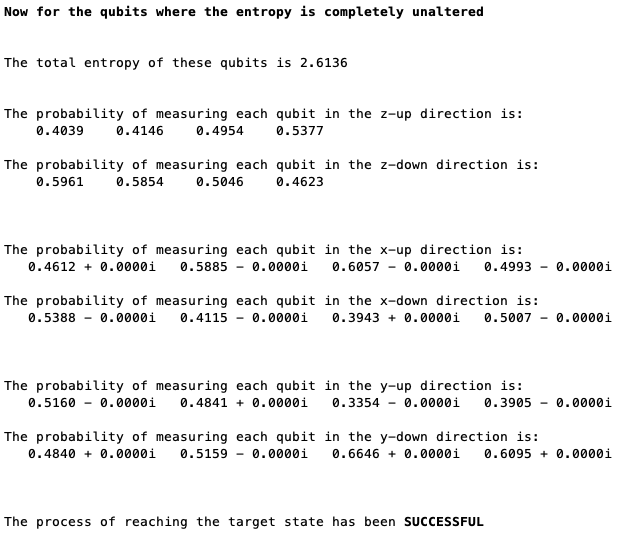 Now for the qubits where the entropy is completely unaltered
The total entropy of these qubits is 2.6136
The probability of measuring each qubit in the z-up direction is:
0.4039 0.4146 0.4954 0.5377
The probability of measuring each qubit in the z-down direction is:
0.5961 0.5854 0.5046 0.4623
The probability of measuring each qubit in the x-up direction is:
0.4612 + 0.0000i 0.5885 - 0.0000i 0.6057 - 0.0000i 0.4993 - 0.0000i
The probability of measuring each qubit in the x-down direction is:
0.5388 - 0.0000i 0.4115 - 0.0000i 0.3943 + 0.0000i 0.5007 - 0.0000i
The probability of measuring each qubit in the y-up direction is:
0.5160 - 0.0000i 0.4841 + 0.0000i 0.3354 - 0.0000i 0.3905 - 0.0000i
The probability of measuring each qubit in the y-down direction is:
0.4840 + 0.0000i 0.5159 - 0.0000i 0.6646 + 0.0000i 0.6095 + 0.0000i
The process of reaching the target state has been SUCCESSFUL